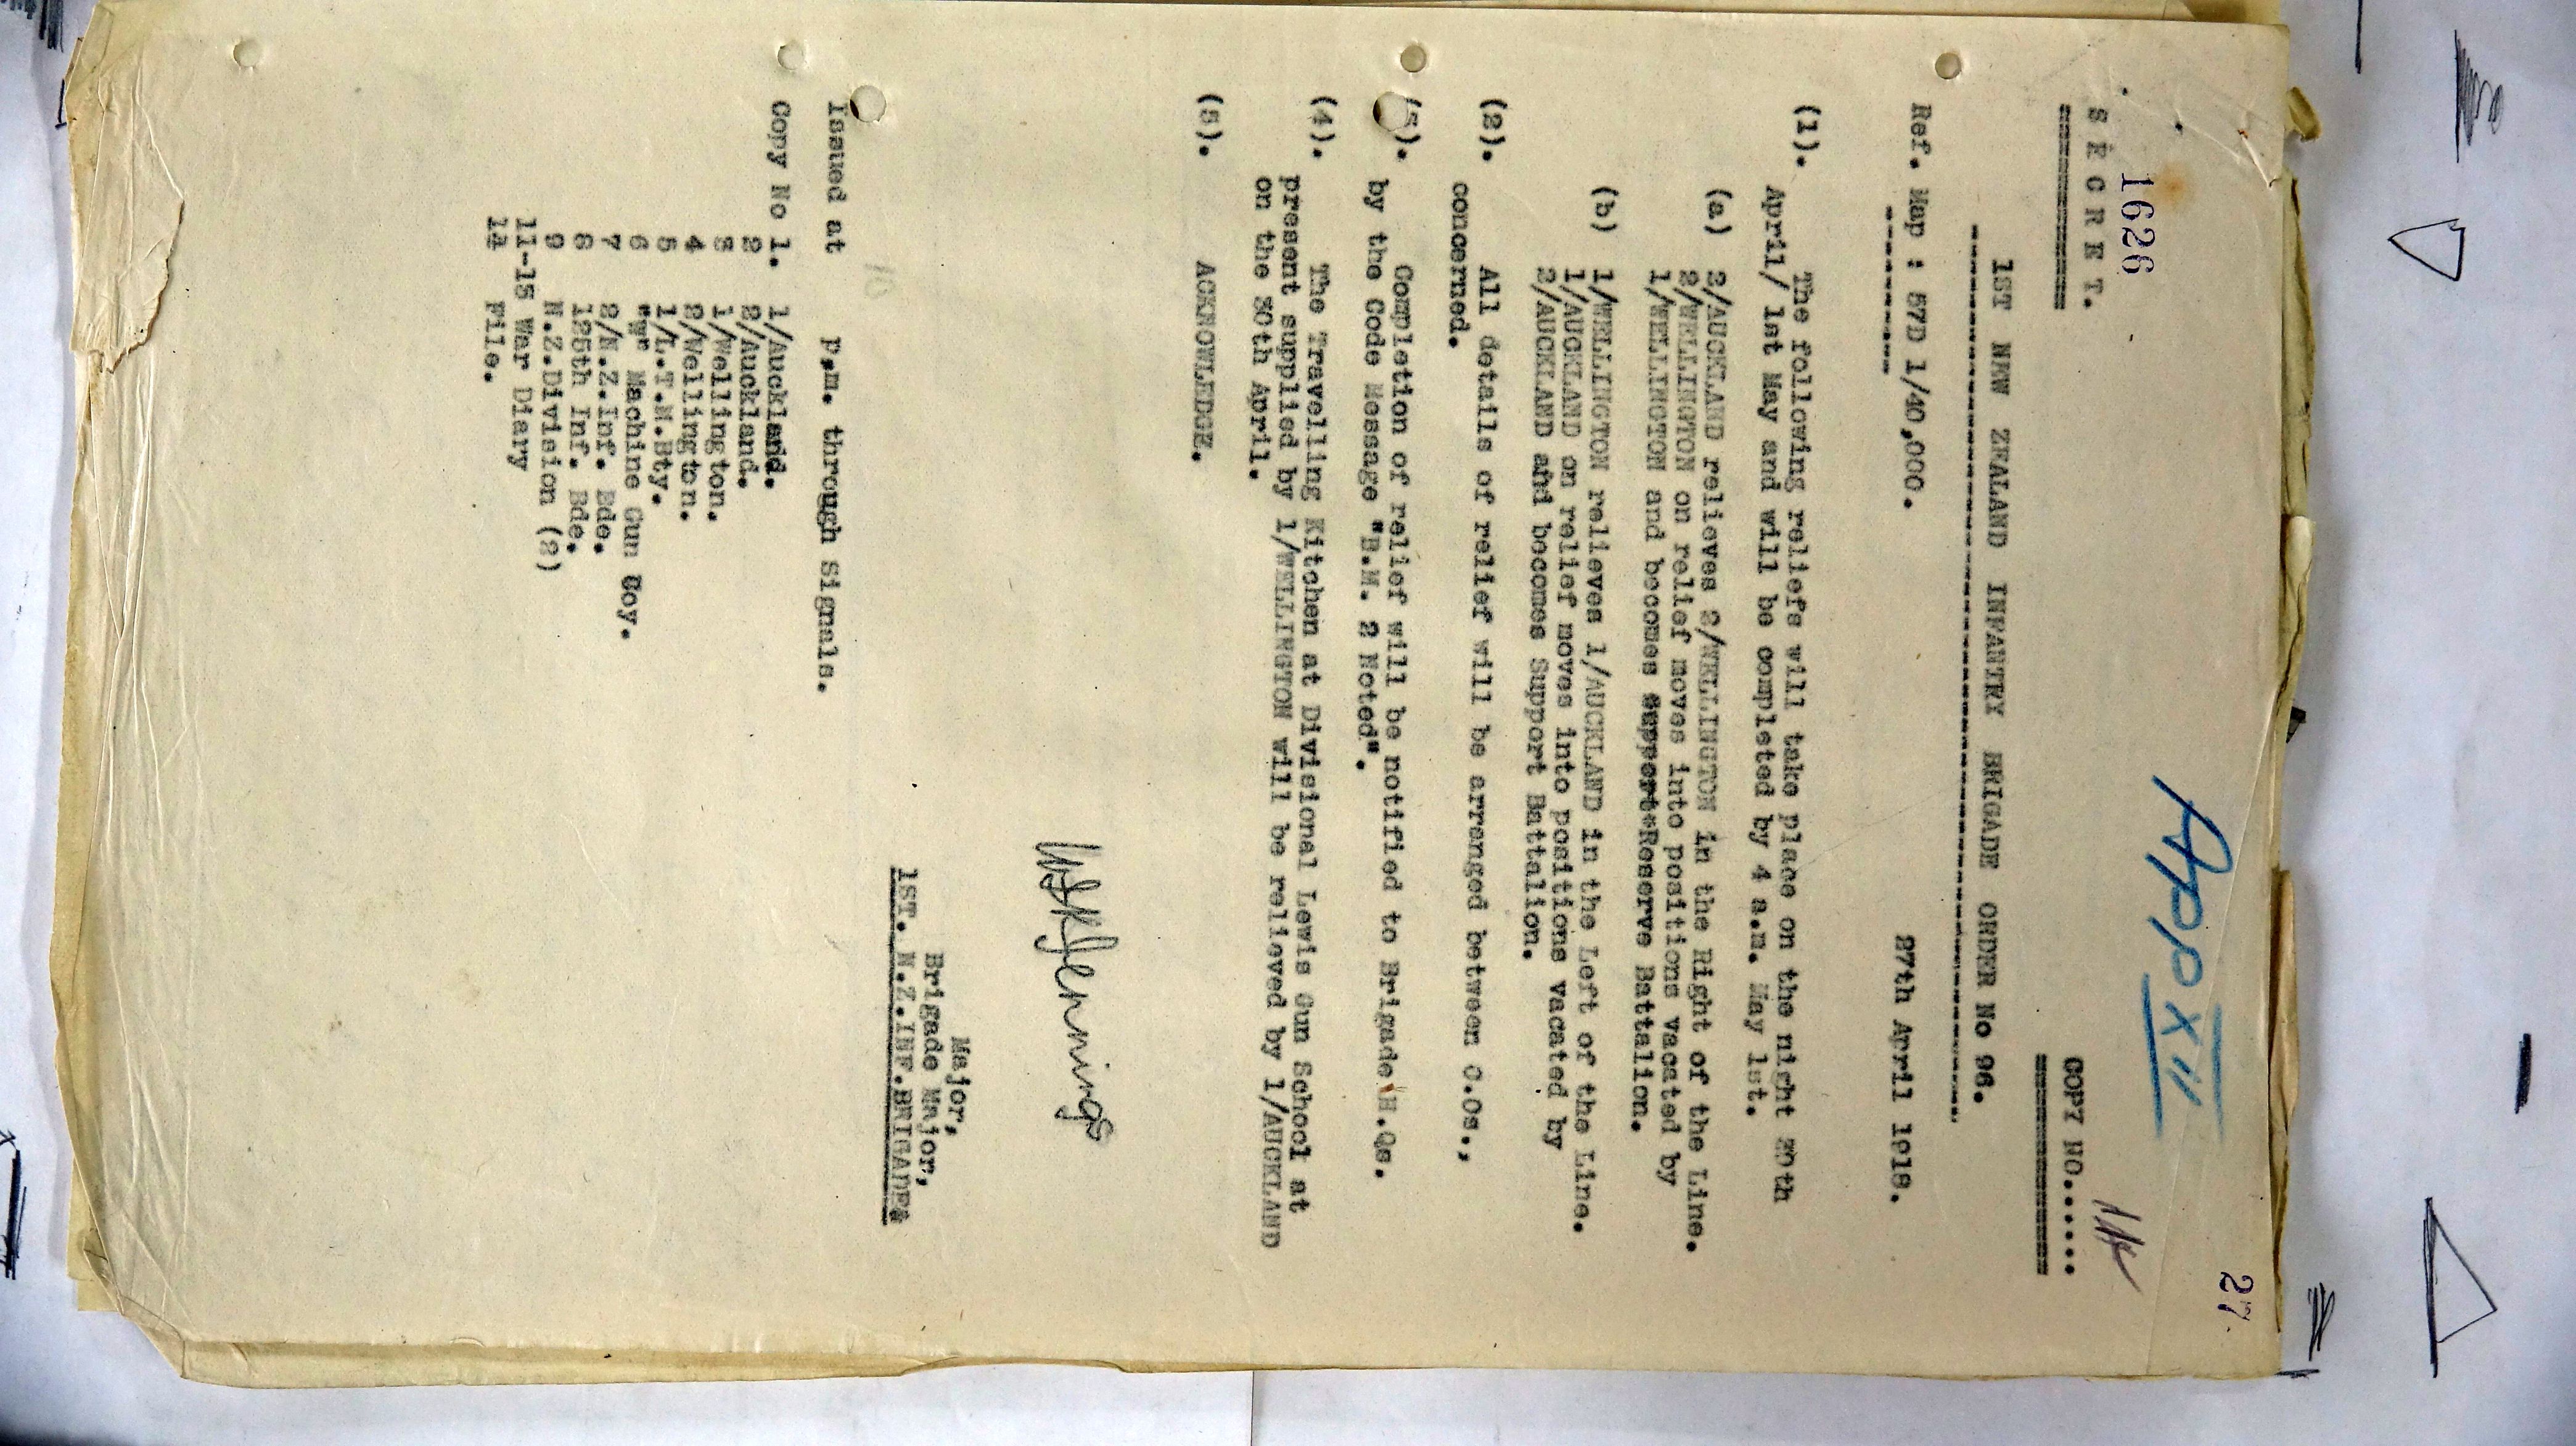 27.
App XII
1626
S E C R E T.
COPY NO......
1ST NEW ZEALAND INFANTRY BRIGADE ORDER No 96.
Ref. Map : 57D 1/40,000.
27th April 1918.
(1). The following reliefs will take place on the night 30th
April/ 1st May and will be completed by 4 a.m. May 1st.
(a) 2/AUCKLAND relieves 2/WELLINGTON in the Right of the Line.
2/WELLINGTON on relief moves into positions vacated by
1/WELLINGTON and becomes Support Reserve Battalion.
(b) 1/WELLINGTON relieves 1/AUCKLAND in the Left of the Line.
1/AUCKLAND on relief moves into positions vacated by
2/AUCKLAND and becomes Support Battalion.
(2). All details of relief will be arranged between C.Os.,
concerned.
(3). Completion of relief will be notified to Brigade H.Qs.
by the Code Message "B.M. 2 Noted".
(4). The Travelling Kitchen at Divisional Lewis Gun School at
present supplied by 1/WELLINGTON will be relieved by 1/AUCKLAND
on the 30th April.
(5). ACKNOWLEDGE.
Jennings
Major,
Brigade Major,
1ST. N.Z.INF.BRIGADE&
Issued at p.m. through Signals.
Copy No 1. 1/Auckland.
2 2/Auckland.
3 1/Wellington.
4 2/Wellington.
5 1/L.T.M.Bty.
6 "W" Machine Gun Coy.
7 2/N.Z.Inf. Bde.
8 125th Inf. Bde.
9 N.Z.Division (2)
11-13 War Diary
14 File.